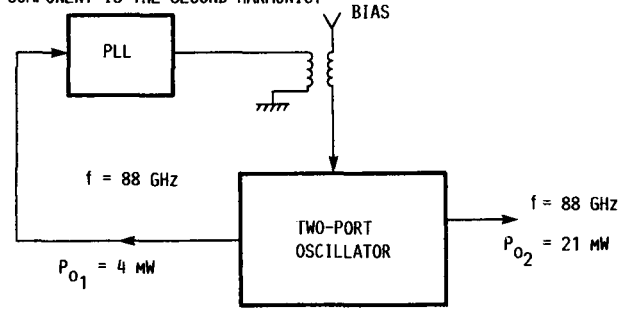 COMPONENT IS THE SECOND HARMONIC.
BIAS
PLL
f = 88 GHz
TWO-PORT
OSCILLATOR
f = 88 GHz
Po1 = 4 MW
Po2 = 21 MW